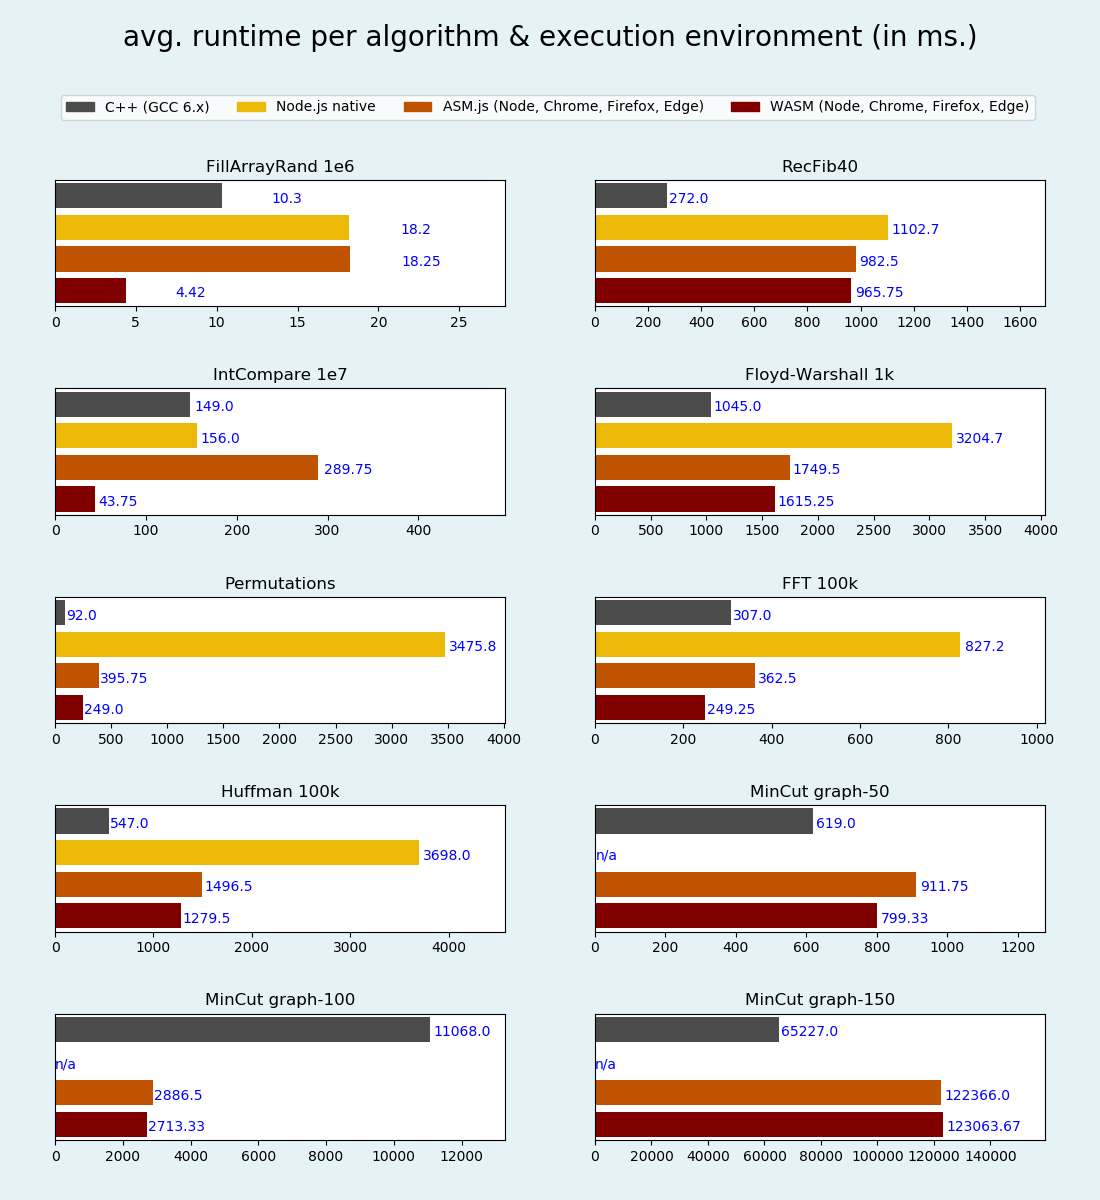 avg. runtime per algorithm & execution environment (in ms.)
C++ (GCC 6.x) Node.js native ASM.js (Node, Chrome, Firefox, Edge) WASM (Node, Chrome, Firefox, Edge)
FillArrayRand 1e6
10.3
18.2
18.25
4.42
0 5 10 15 20 25
RecFib40
272.0
1102.7
982.5
965.75
0 200 400 600 800 1000 1200 1400 1600
IntCompare 1e7
149.0
156.0
289.75
43.75
0 100 200 300 400
Floyd-Warshall 1k
1045.0
3204.7
1749.5
1615.25
0 500 1000 1500 2000 2500 3000 3500 4000
Permutations
92.0
3475.8
395.75
249.0
0 500 1000 1500 2000 2500 3000 3500 4000
FFT 100k
307.0
827.2
362.5
249.25
0 200 400 600 800 1000
Huffman 100k
547.0
3698.0
1496.5
1279.5
0 1000 2000 3000 4000
MinCut graph-50
619.0
n/a
911.75
799.33
0 200 400 600 800 1000 1200
MinCut graph-100
11068.0
n/a
2886.5
2713.33
0 2000 4000 6000 8000 10000 12000
MinCut graph-150
65227.0
n/a
122366.0
123063.67
0 20000 40000 60000 80000 100000 120000 140000